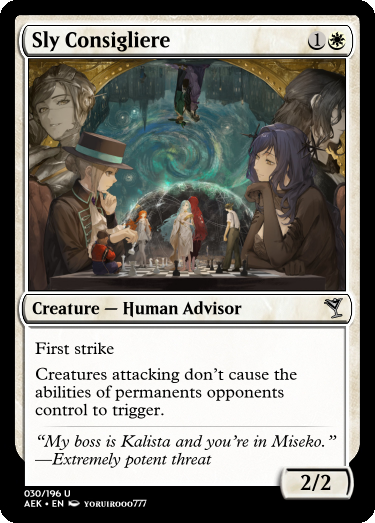 Sly Consigliere
1
Creature — Human Advisor
First strike
Creatures attacking don't cause the
abilities of permanents opponents
control to trigger.
“My boss is Kalista and you're in Miseko.”
—Extremely potent threat
2/2
030/196 U
AEK • EN YORUIROOO777